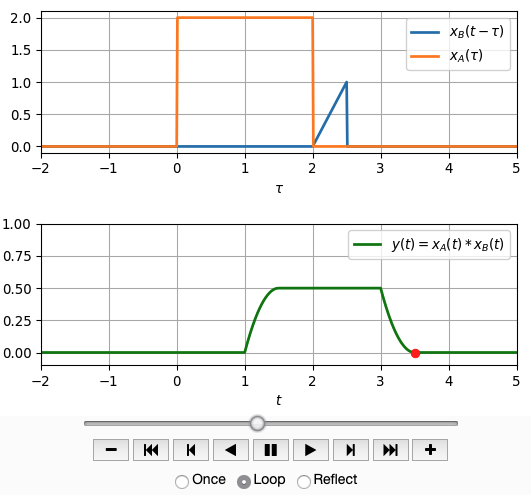 2.0
1.5
1.0
0.5
0.0
x_B(t − τ)
x_A(τ)
−2 −1 0 1 2 3 4 5
τ
1.00
0.75
0.50
0.25
0.00
y(t) = x_A(t) * x_B(t)
−2 −1 0 1 2 3 4 5
t
Once Loop Reflect